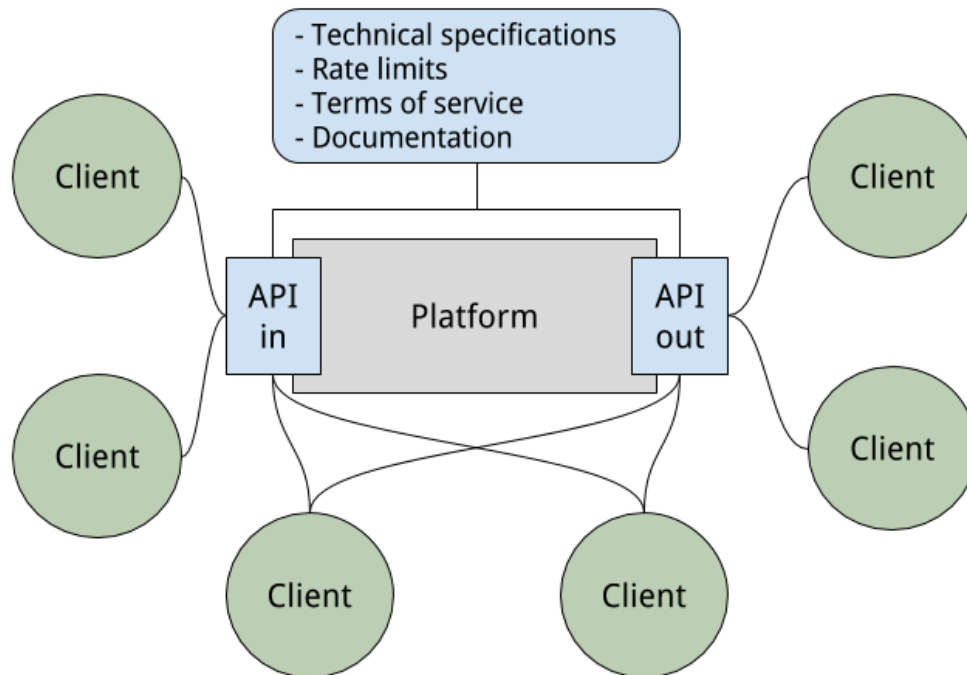 - Technical specifications
- Rate limits
- Terms of service
- Documentation
Client
Client
API
in
Platform
API
out
Client
Client
Client
Client